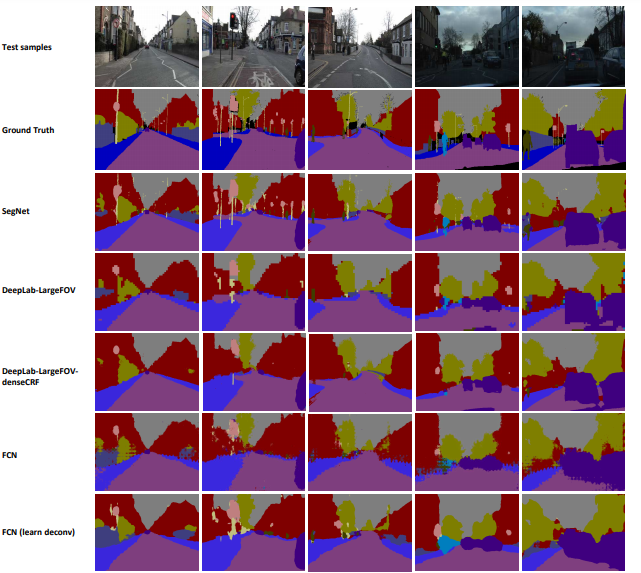 Test samples
Ground Truth
SegNet
DeepLab-LargeFOV
DeepLab-LargeFOV-
denseCRF
FCN
FCN (learn deconv)